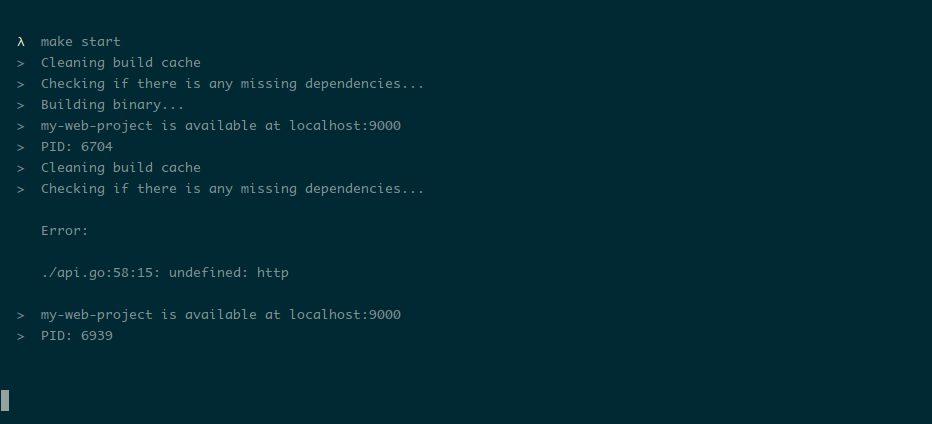 λ make start
> Cleaning build cache
> Checking if there is any missing dependencies...
> Building binary...
> my-web-project is available at localhost:9000
> PID: 6704
> Cleaning build cache
> Checking if there is any missing dependencies...
Error:
./api.go:58:15: undefined: http
> my-web-project is available at localhost:9000
> PID: 6939